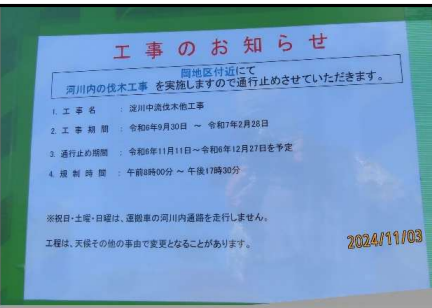 工事のお知らせ
岡地区付近にて
河川内の伐木工事 を実施しますので通行止めさせていただきます。
1. 工事名 : 淀川中流伐木他工事
2. 工事期間 : 令和6年9月30日 ～ 令和7年2月28日
3. 通行止め期間 : 令和6年11月11日～令和6年12月27日を予定
4. 規制時間 : 午前8時00分 ～ 午後17時30分
※祝日・土曜・日曜は、運搬車の河川内通路を走行しません。
工程は、天候その他の事由で変更となることがあります。
2024/11/03